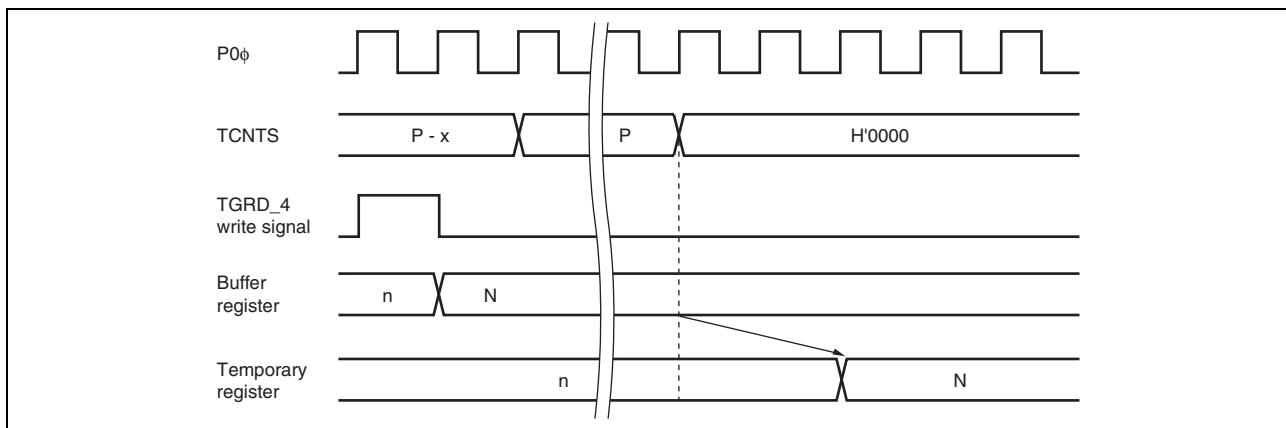 P0ϕ
TCNTS
P - x
P
H'0000
TGRD_4
write signal
Buffer
register
n
N
Temporary
register
n
N